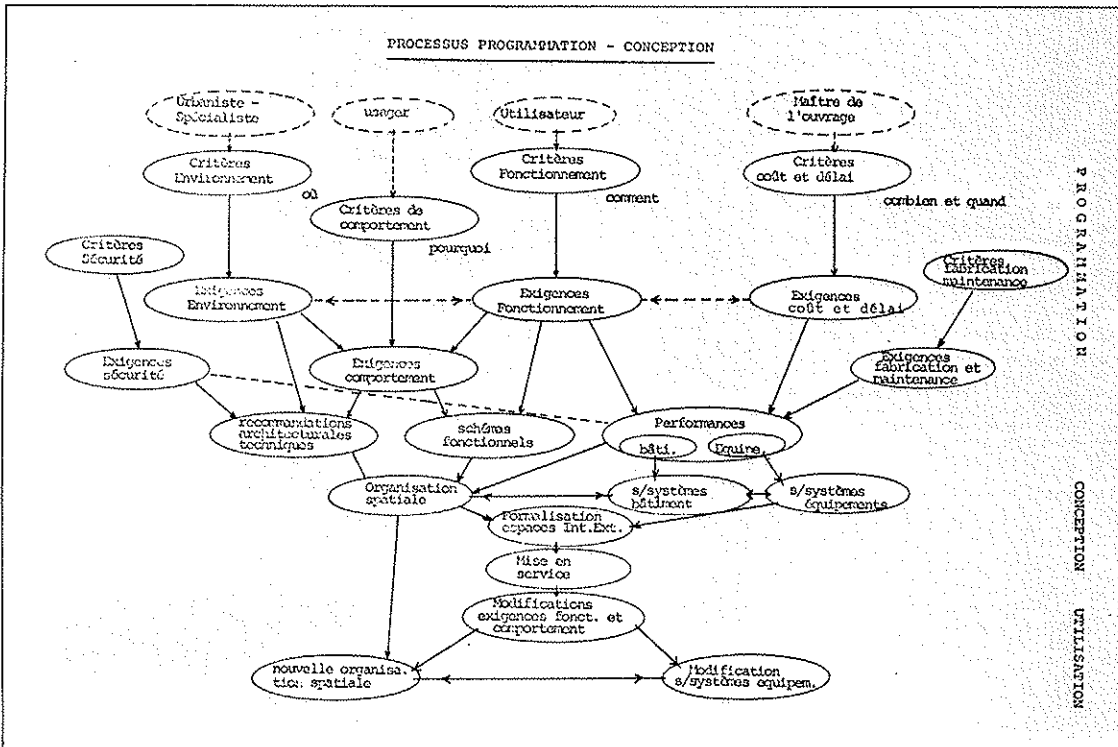 PROCESSUS PROGRAMMATION - CONCEPTION
Urbaniste -
Spécialiste
usager
Utilisateur
Maître de
l'ouvrage
Critères
Environnement
Critères
Fonctionnement
Critères
coût et délai
où
Critères de
comportement
comment
combien et quand
pourquoi
Critères
Sécurité
Critères
fabrication
maintenance
Exigences
Environnement
Exigences
Fonctionnement
Exigences
coût et délai
Exigences
sécurité
Exigences
comportement
Exigences
fabrication et
maintenance
recommandations
architecturales
techniques
schémas
fonctionnels
Performances
bâti.
Equipe.
Organisation
spatiale
s/systèmes
bâtiment
s/systèmes
équipements
Formalisation
espaces Int.Ext.
Mise en
service
Modifications
exigences fonct. et
comportement
nouvelle organisa-
tion spatiale
Modification
s/systèmes equipem.
PROGRAMMATION
CONCEPTION
UTILISATION